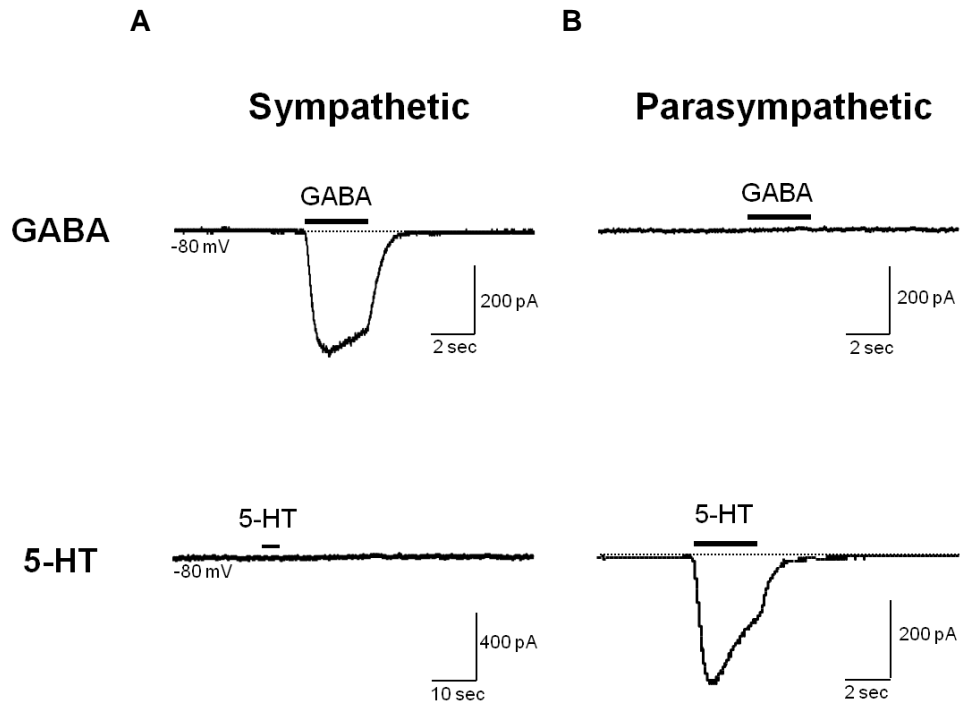 A
B
Sympathetic
Parasympathetic
GABA
GABA
GABA
-80 mV
200 pA
2 sec
200 pA
2 sec
5-HT
5-HT
5-HT
-80 mV
400 pA
10 sec
200 pA
2 sec